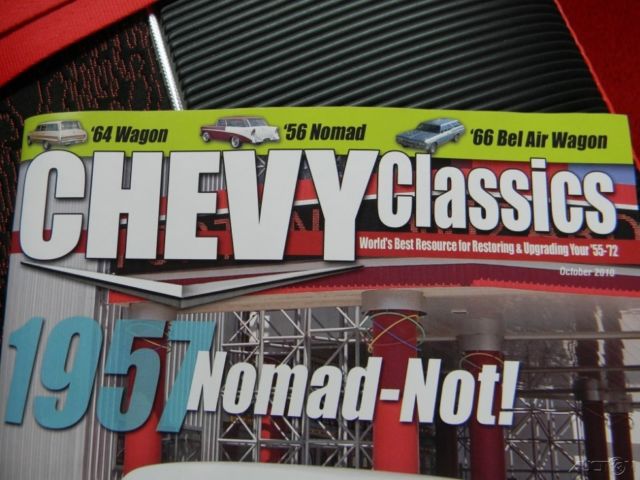 '64 Wagon '56 Nomad '66 Bel Air Wagon
CHEVY Classics
World's Best Resource for Restoring & Upgrading Your '55-'72
October 2010
1957 Nomad-Not!